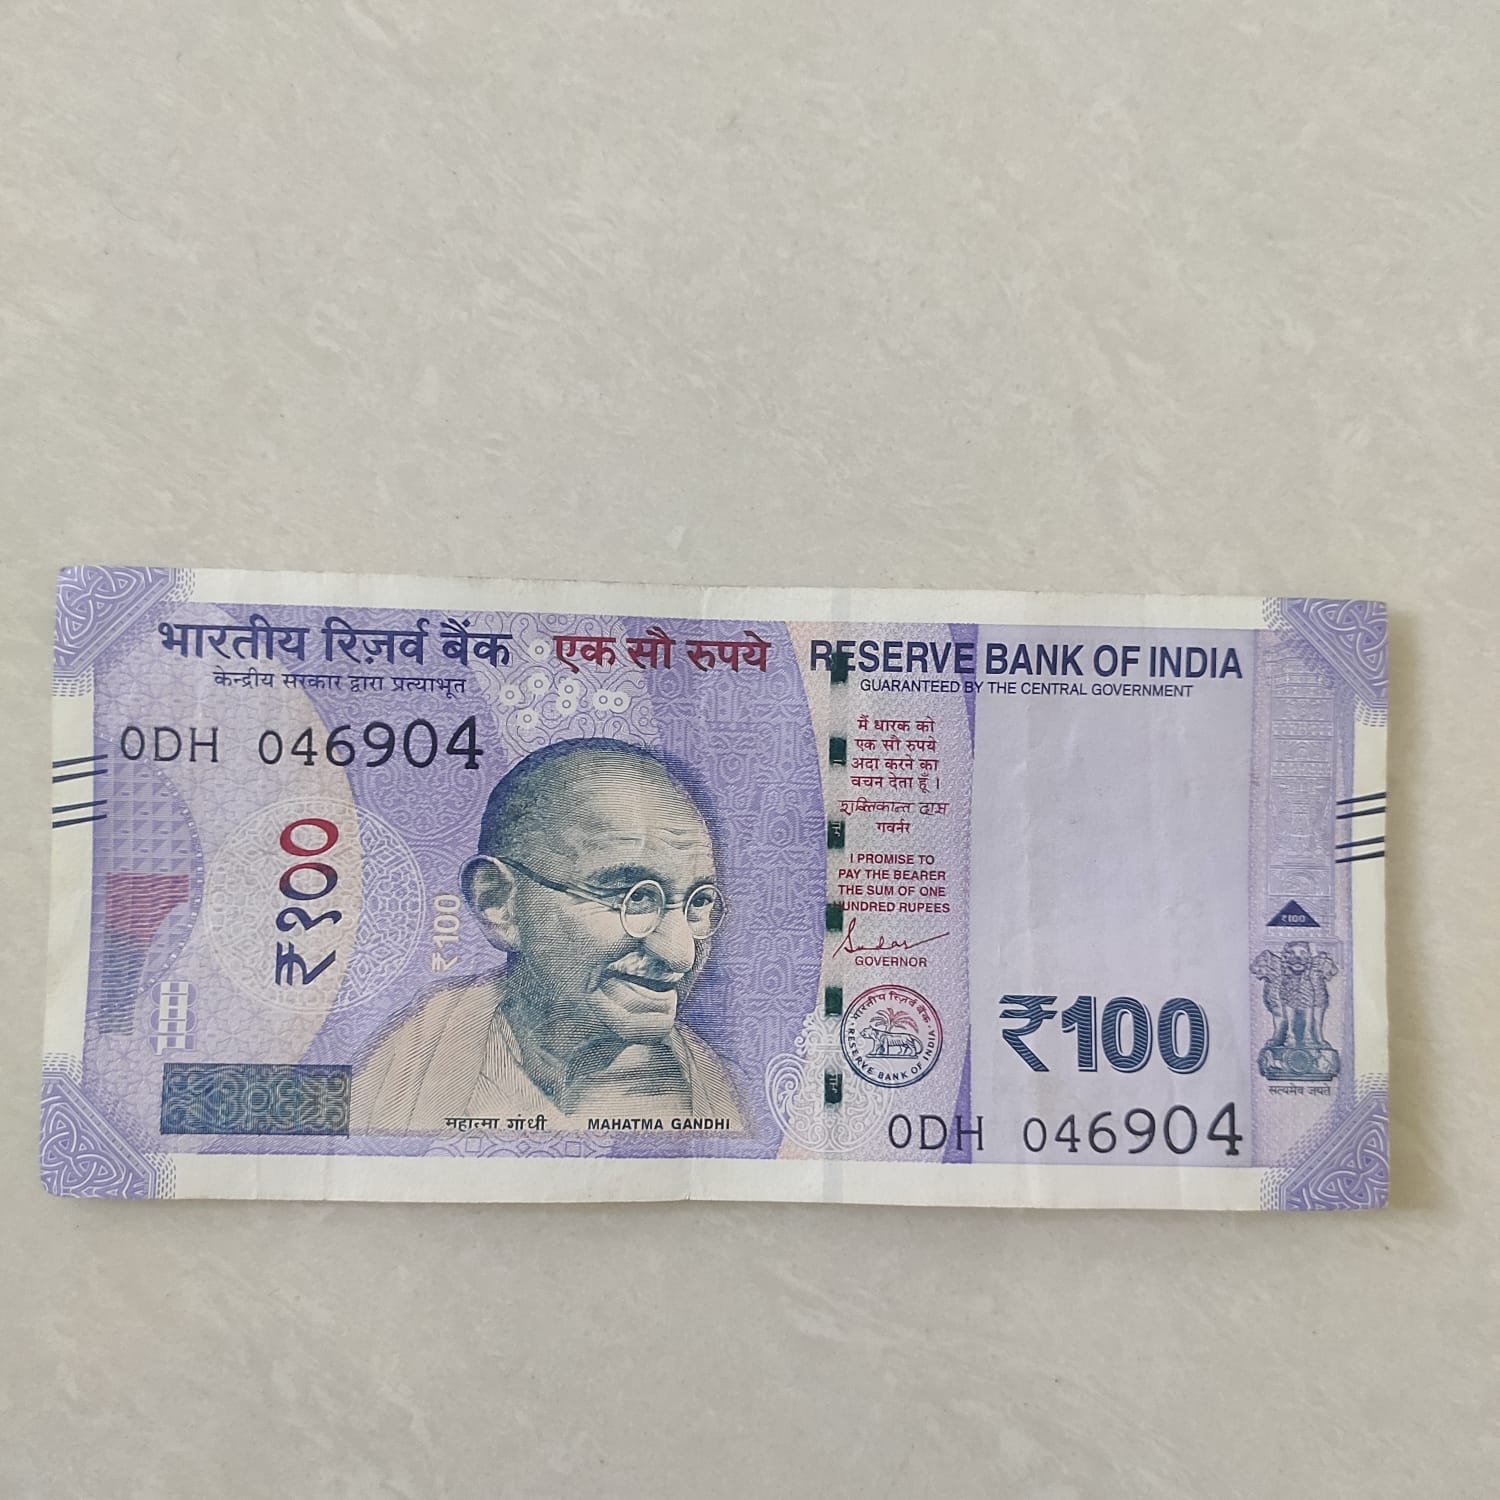 भारतीय रिज़र्व बैंक
केन्द्रीय सरकार द्वारा प्रत्याभूत
एक सौ रुपये
RESERVE BANK OF INDIA
GUARANTEED BY THE CENTRAL GOVERNMENT
0DH 046904
₹१००
₹100
मैं धारक को
एक सौ रुपये
अदा करने का
वचन देता हूँ ।
शक्तिकान्त दास
गवर्नर
I PROMISE TO
PAY THE BEARER
THE SUM OF ONE
HUNDRED RUPEES
GOVERNOR
भारतीय रिज़र्व बैंक
RESERVE BANK OF INDIA
₹100
₹100
सत्यमेव जयते
महात्मा गांधी
MAHATMA GANDHI
0DH 046904